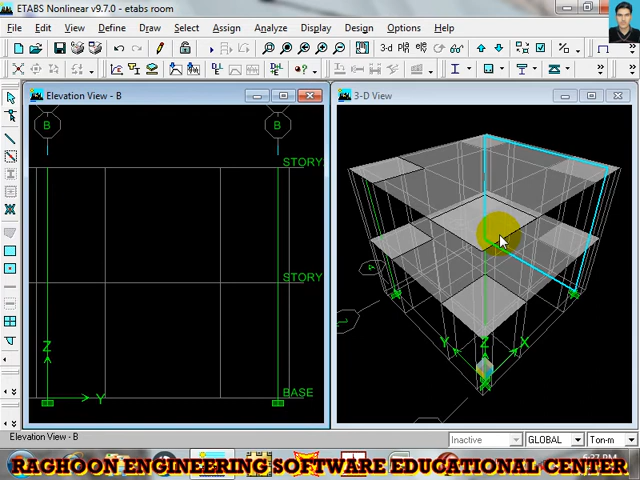 ETABS Nonlinear v9.7.0 - etabs room
File Edit View Define Draw Select Assign Analyze Display Design Options Help
3-d
Elevation View - B
3-D View
B
B
STORY
STORY
BASE
Z
Y
Y
Z
X
Elevation View - B
Inactive
GLOBAL
Ton-m
RAGHOON ENGINEERING SOFTWARE EDUCATIONAL CENTER